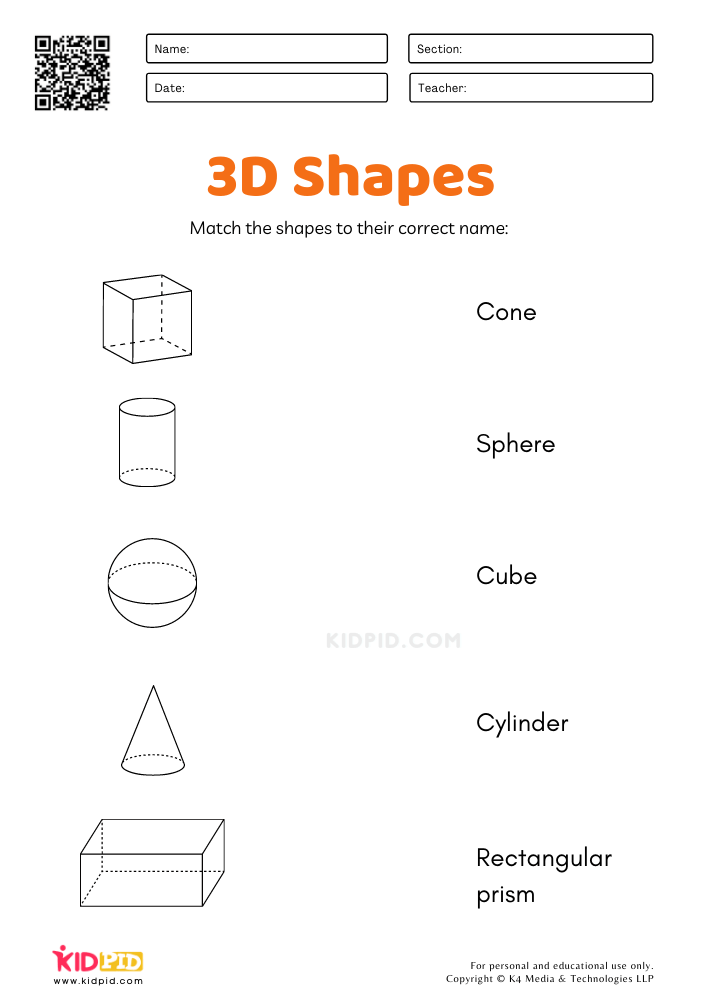 Name:
Section:
Date:
Teacher:
3D Shapes
Match the shapes to their correct name:
Cone
Sphere
Cube
KIDPID.COM
Cylinder
Rectangular
prism
KIDPID
www.kidpid.com
For personal and educational use only.
Copyright © K4 Media & Technologies LLP